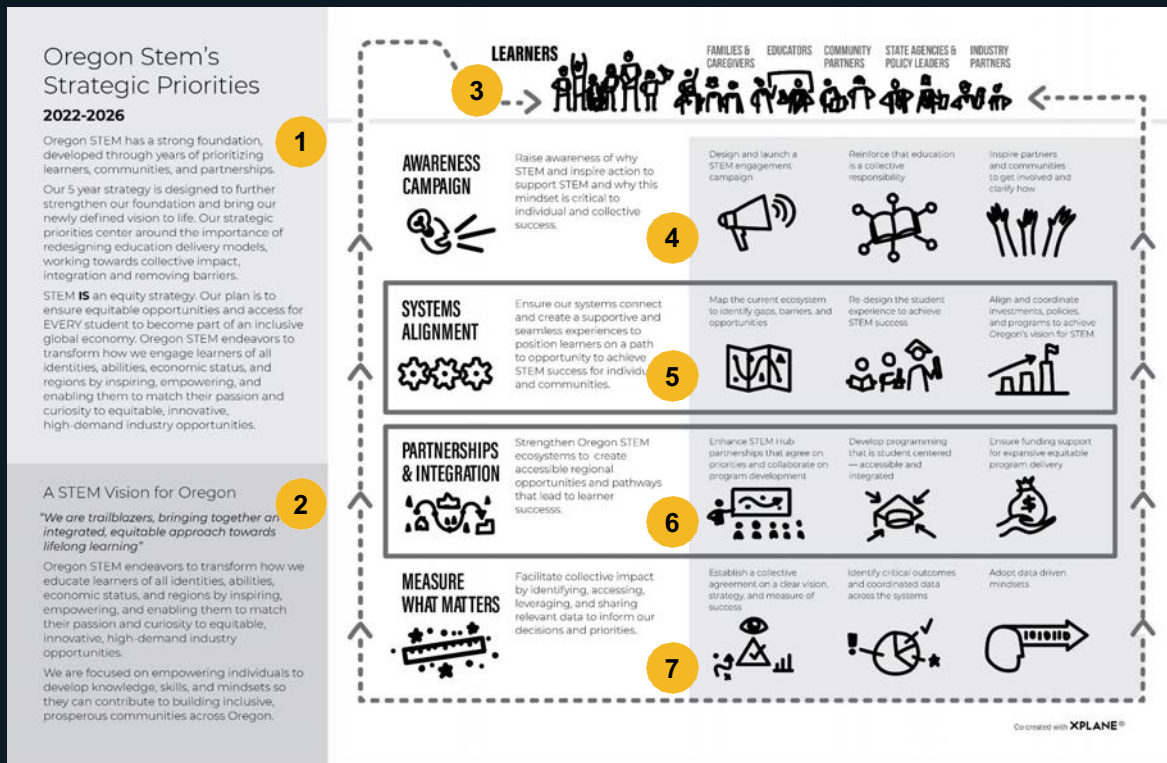 Oregon Stem's
Strategic Priorities
2022-2026
1
Oregon STEM has a strong foundation,
developed through years of prioritizing
learners, communities, and partnerships.
Our 5 year strategy is designed to further
strengthen our foundation and bring our
newly defined vision to life. Our strategic
priorities center around the importance of
redesigning education delivery models,
working towards collective impact,
integration and removing barriers.
STEM IS an equity strategy. Our plan is to
ensure equitable opportunities and access for
EVERY student to become part of an inclusive
global economy. Oregon STEM endeavors to
transform how we engage learners of all
identities, abilities, economic status, and
regions by inspiring, empowering, and
enabling them to match their passion and
curiosity to equitable, innovative,
high-demand industry opportunities.
A STEM Vision for Oregon
2
"We are trailblazers, bringing together an
integrated, equitable approach towards
lifelong learning"
Oregon STEM endeavors to transform how we
educate learners of all identities, abilities,
economic status, and regions by inspiring,
empowering, and enabling them to match
their passion and curiosity to equitable,
innovative, high-demand industry
opportunities.
We are focused on empowering individuals to
develop knowledge, skills, and mindsets so
they can contribute to building inclusive,
prosperous communities across Oregon.
3
LEARNERS
FAMILIES &
CAREGIVERS
EDUCATORS
COMMUNITY
PARTNERS
STATE AGENCIES &
POLICY LEADERS
INDUSTRY
PARTNERS
AWARENESS
CAMPAIGN
Raise awareness of why
STEM and inspire action to
support STEM and why this
mindset is critical to
individual and collective
success.
4
Design and launch a
STEM engagement
campaign
Reinforce that education
is a collective
responsibility
Inspire partners
and communities
to get involved and
clarify how
SYSTEMS
ALIGNMENT
Ensure our systems connect
and create a supportive and
seamless experiences to
position learners on a path
to opportunity to achieve
STEM success for
and communities.
5
Map the current ecosystem
to identify gaps, barriers, and
opportunities
Re design the student
experience to achieve
STEM success
Align and coordinate
investments, policies,
and programs to achieve
Oregon's vision for STEM
PARTNERSHIPS
& INTEGRATION
Strengthen Oregon STEM
ecosystems to create
accessible regional
opportunities and pathways
that lead to learner
successs.
6
Enhance STEM Hub
partnerships that agree on
priorities and collaborate on
program development
Develop programming
that is student centered
— accessible and
integrated
Ensure funding support
for expansive equitable
program delivery
MEASURE
WHAT MATTERS
Facilitate collective impact
by identifying, accessing,
leveraging, and sharing
relevant data to inform our
decisions and priorities.
7
Establish a collective
agreement on a clear vision,
strategy, and measure of
success
Identify critical outcomes
and coordinated data
across the systems
Adopt data driven
mindsets
Co-created with XPLANE®